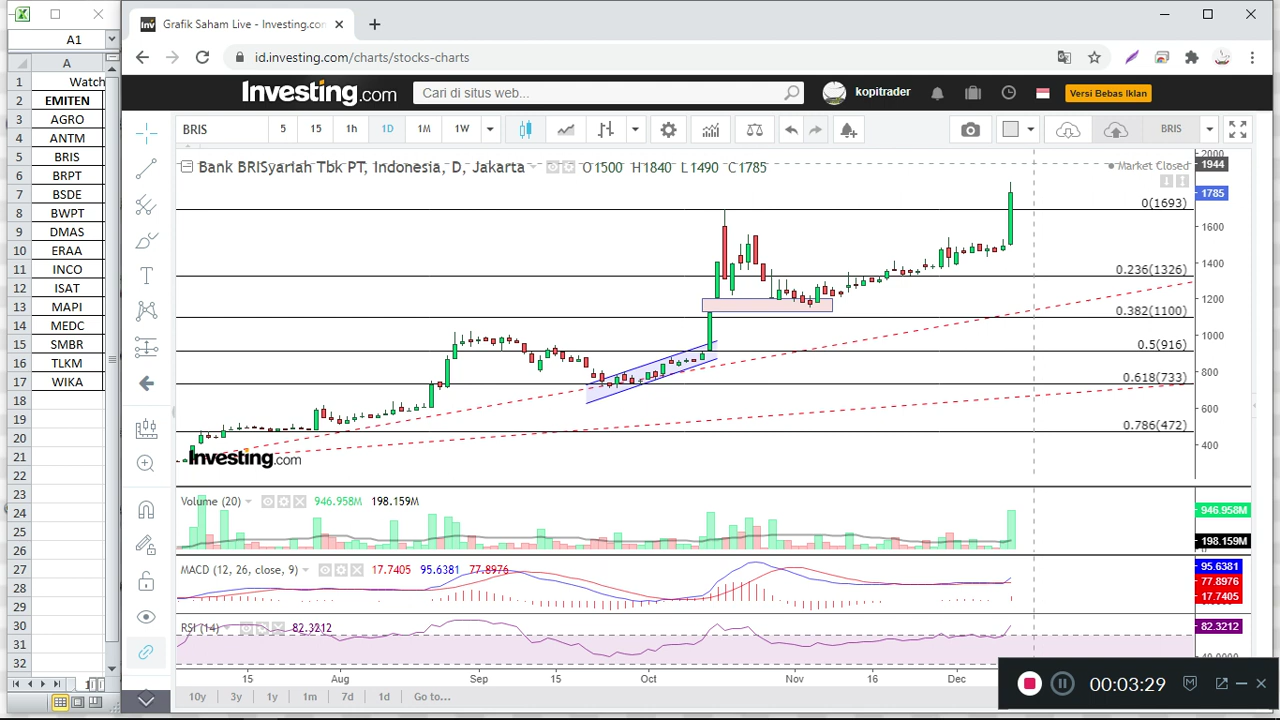 Grafik Saham Live - Investing.con
A1
id.investing.com/charts/stocks-charts
A
1 Watch
2 EMITEN
3 AGRO
4 ANTM
5 BRIS
6 BRPT
7 BSDE
8 BWPT
9 DMAS
10 ERAA
11 INCO
12 ISAT
13 MAPI
14 MEDC
15 SMBR
16 TLKM
17 WIKA
18
19
20
21
22
23
24
25
26
27
28
29
30
31
32
Investing.com
Cari di situs web...
kopitrader
Versi Bebas Iklan
BRIS 5 15 1h 1D 1M 1W BRIS
Bank BRISyariah Tbk PT, Indonesia, D, Jakarta O1500 H1840 L1490 C1785
Market Closed
2000
1944
1785
1600
1400
1200
1000
800
600
400
0(1693)
0.236(1326)
0.382(1100)
0.5(916)
0.618(733)
0.786(472)
Investing.com
Volume (20) 946.958M 198.159M
946.958M
198.159M
MACD (12, 26, close, 9) 17.7405 95.6381 77.8976
95.6381
77.8976
17.7405
RSI (14) 82.3212
82.3212
40.0000
15 Aug Sep Oct Nov 16 Dec
10y 3y 1y 1m 7d 1d Go to...
00:03:29